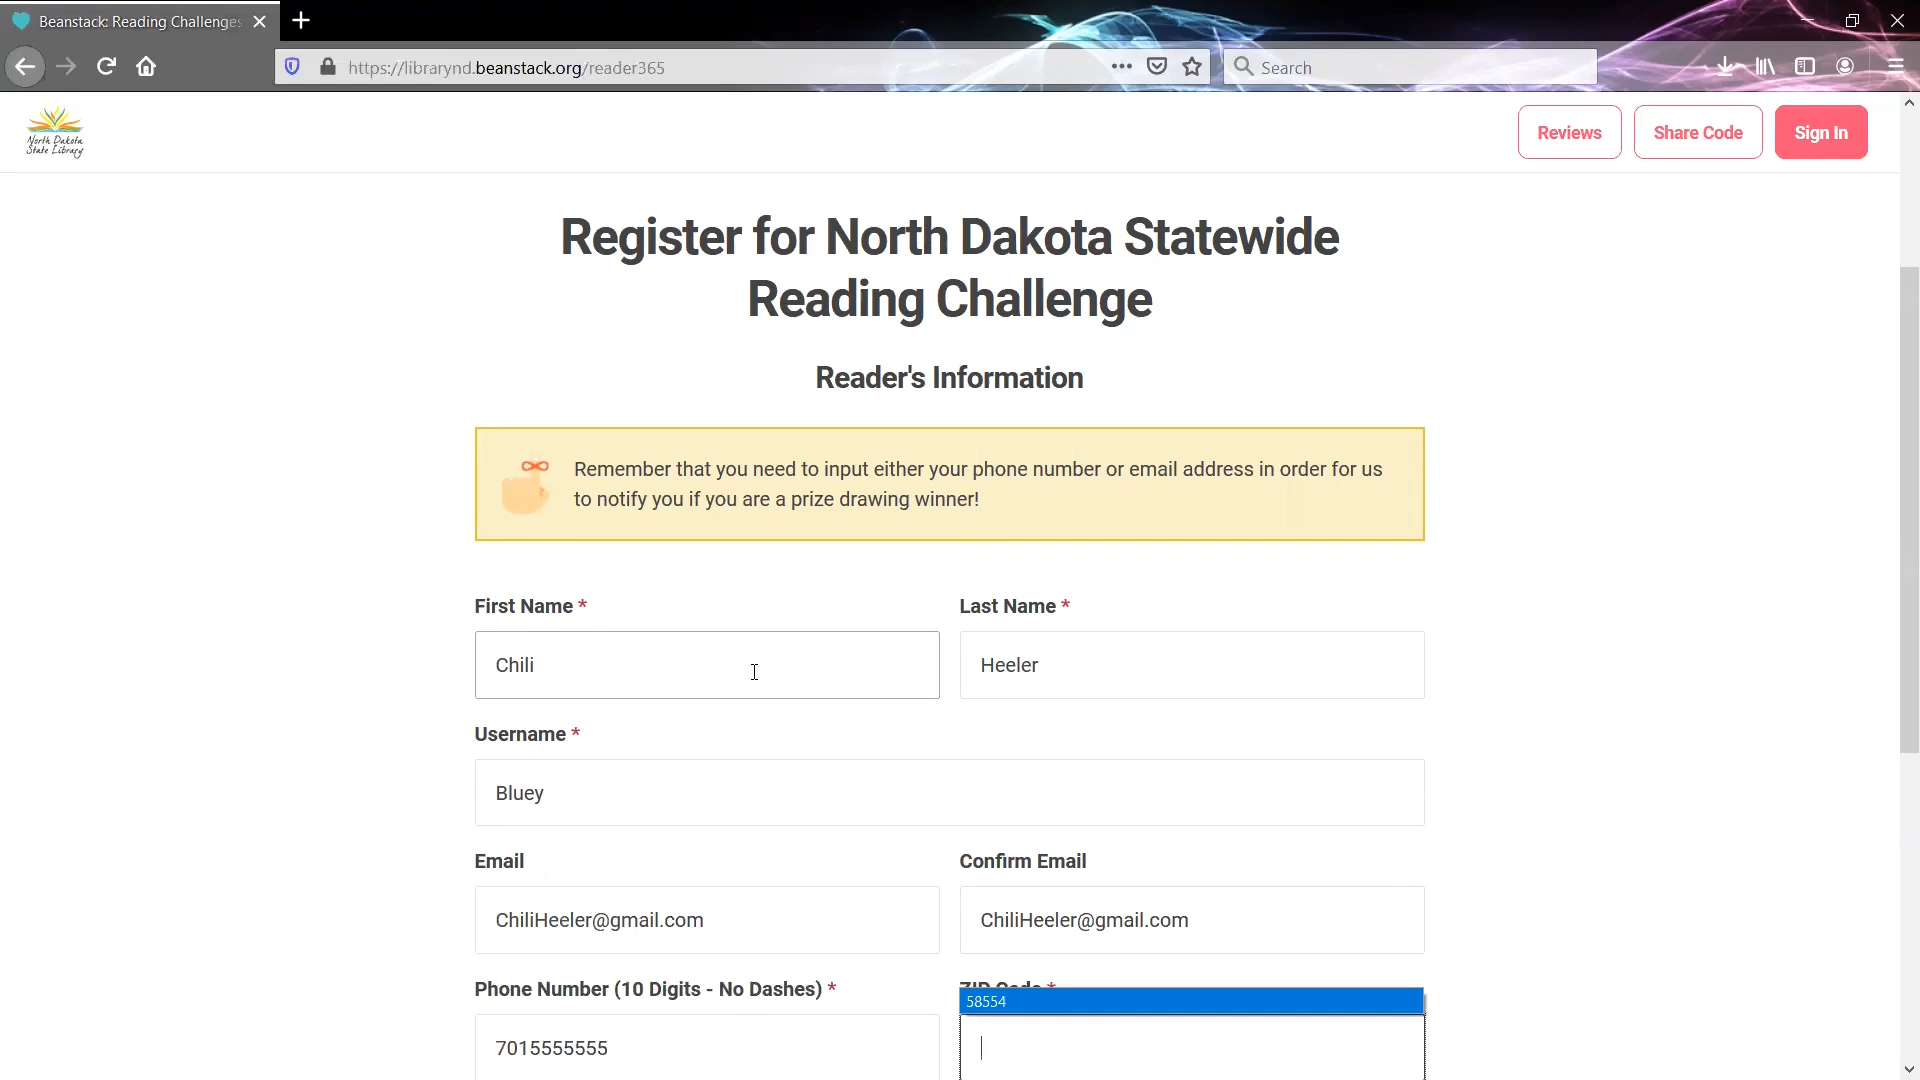 Beanstack: Reading Challenges
https://librarynd.beanstack.org/reader365
Search
North Dakota
State Library
Reviews
Share Code
Sign In
Register for North Dakota Statewide
Reading Challenge
Reader's Information
Remember that you need to input either your phone number or email address in order for us
to notify you if you are a prize drawing winner!
First Name *
Last Name *
Chili
Heeler
Username *
Bluey
Email
Confirm Email
ChiliHeeler@gmail.com
ChiliHeeler@gmail.com
Phone Number (10 Digits - No Dashes) *
ZIP Code *
58554
7015555555